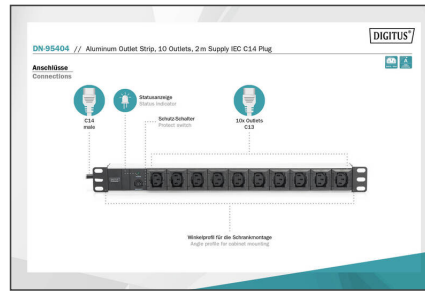 DIGITUS®
DN-95404 // Aluminum Outlet Strip, 10 Outlets, 2 m Supply IEC C14 Plug
Anschlüsse
Connections
Statusanzeige
Status indicator
C14
male
Schutz-Schalter
Protect switch
10x Outlets
C13
Winkelprofil für die Schrankmontage
Angle profile for cabinet mounting